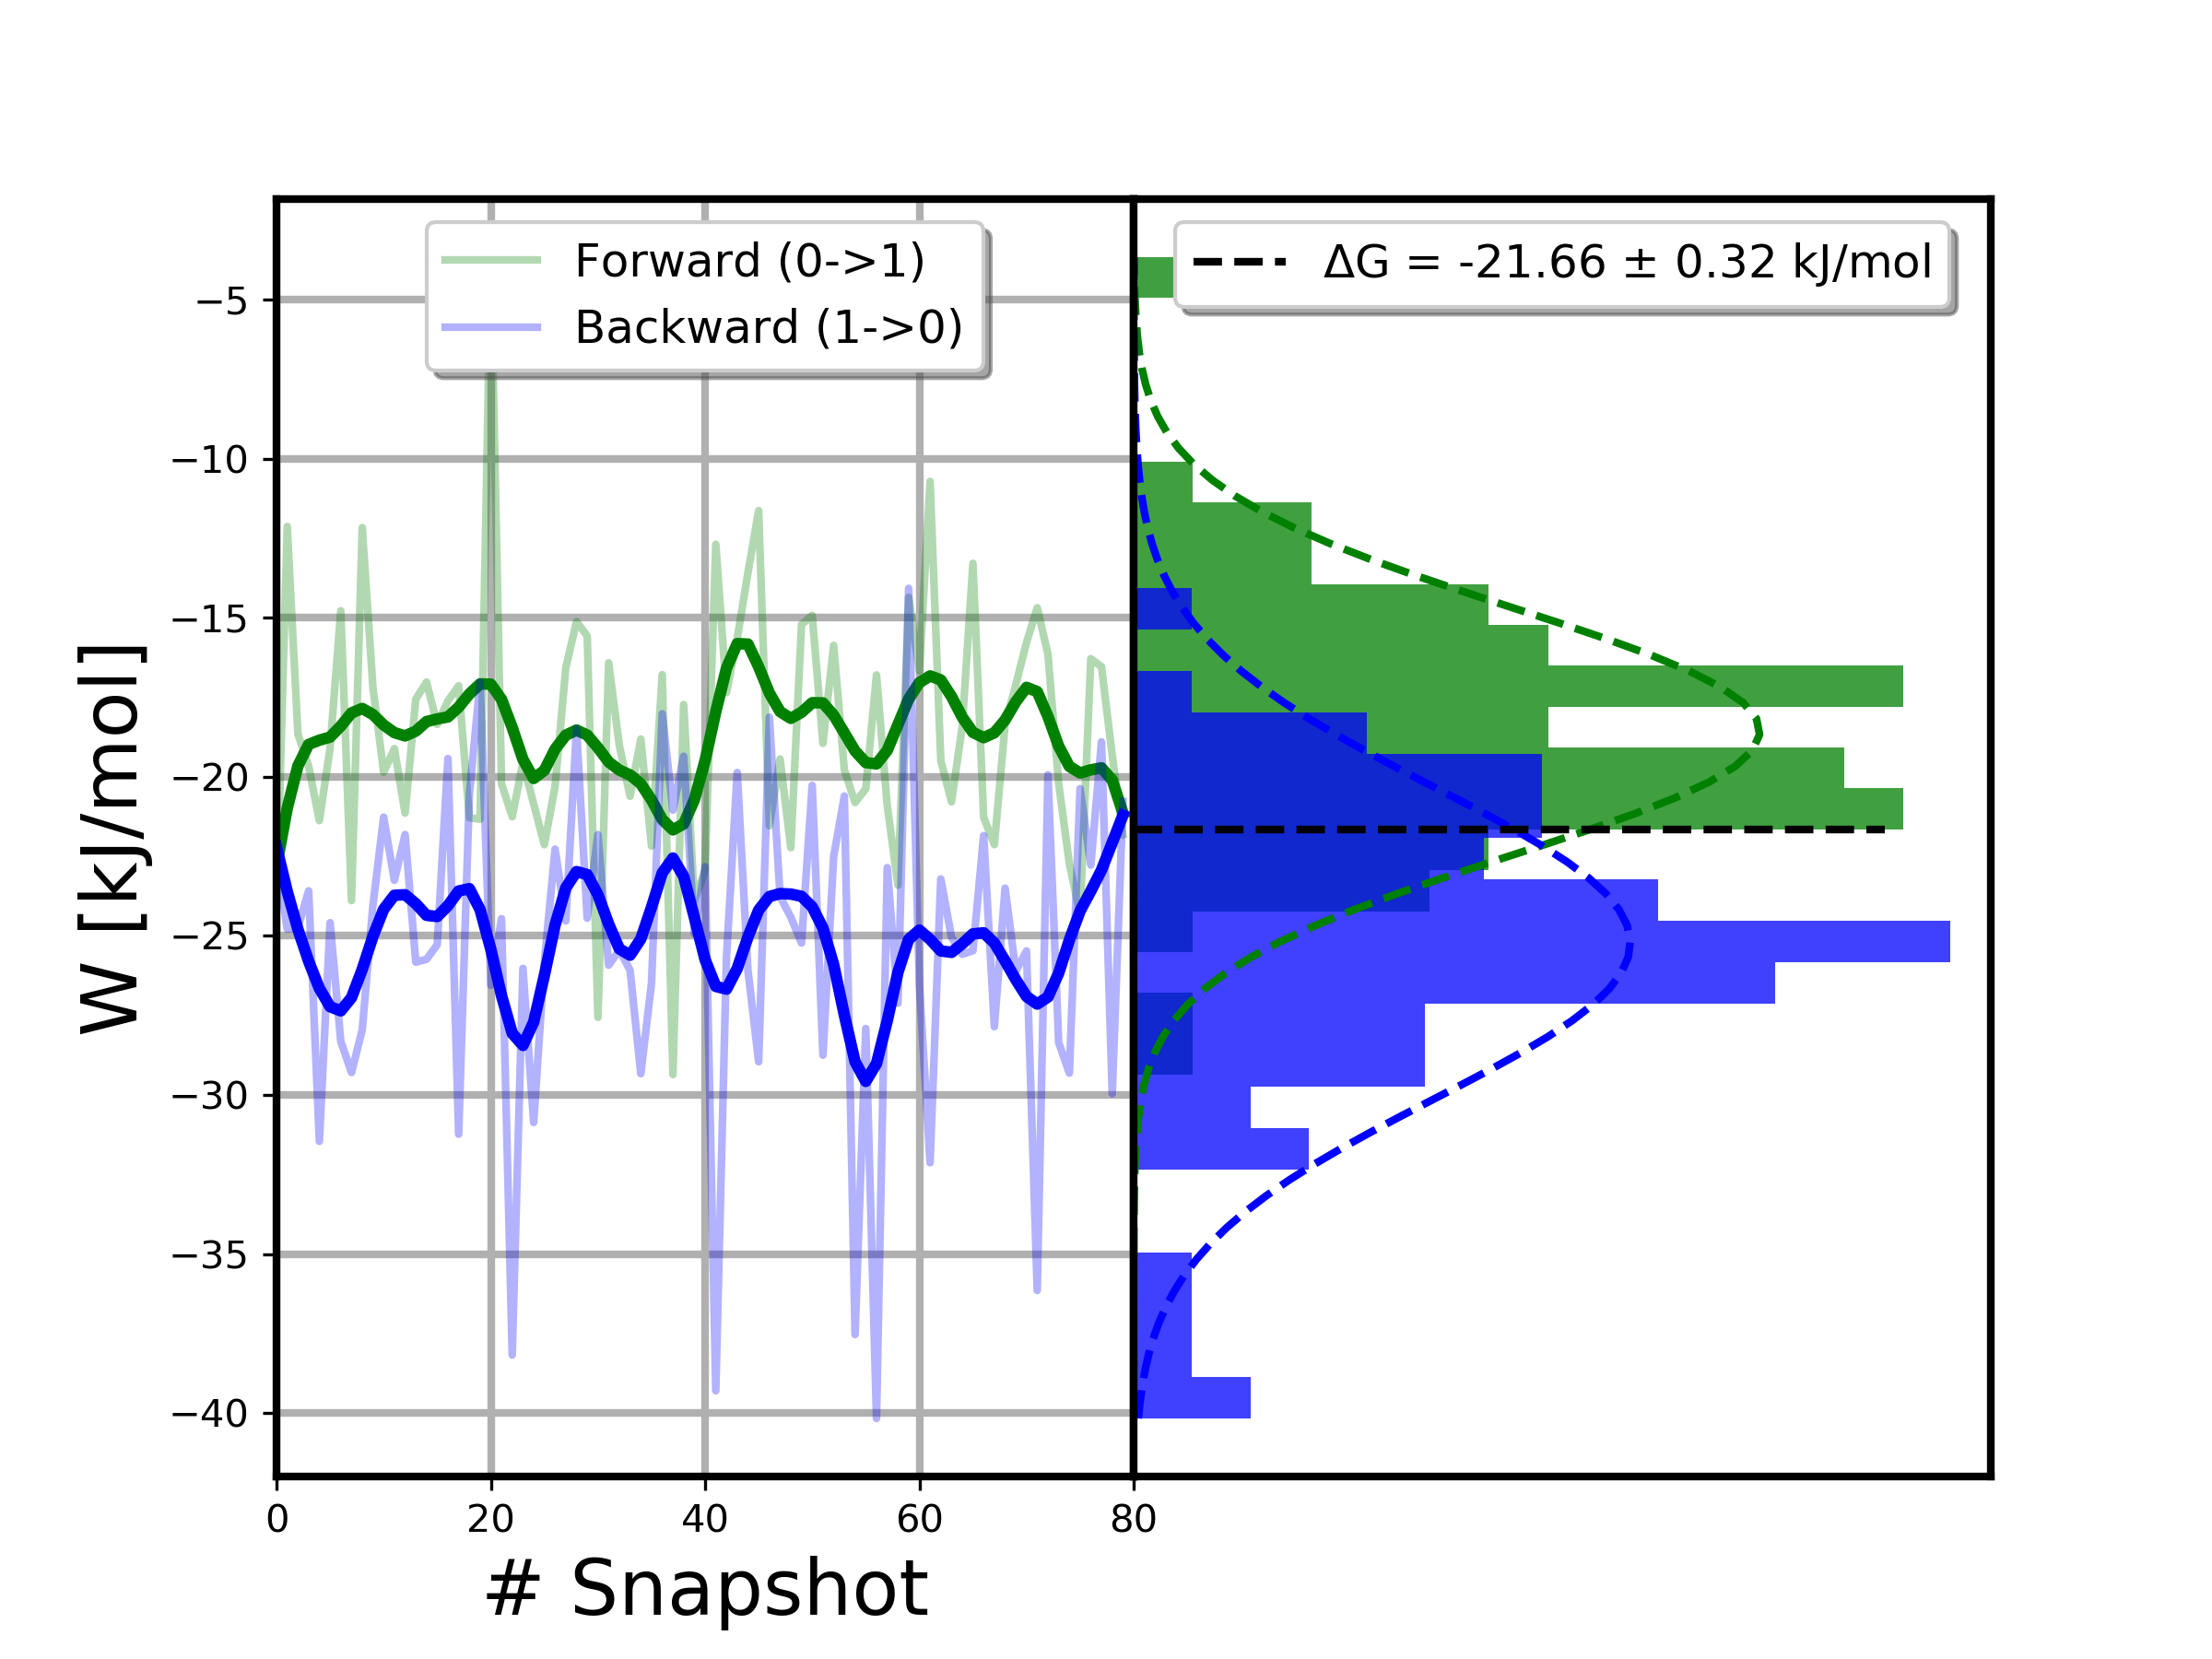 Forward (0->1)
Backward (1->0)
ΔG = -21.66 ± 0.32 kJ/mol
W [kJ/mol]
−5
−10
−15
−20
−25
−30
−35
−40
0 20 40 60 80
# Snapshot